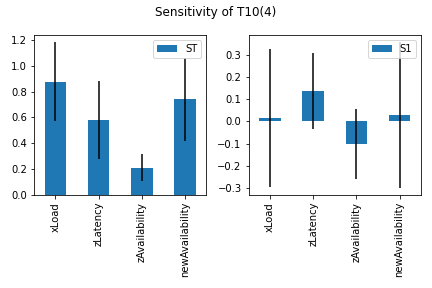 Sensitivity of T10(4)
ST
1.2
1.0
0.8
0.6
0.4
0.2
0.0
xLoad
zLatency
zAvailability
newAvailability
S1
0.3
0.2
0.1
0.0
−0.1
−0.2
−0.3
xLoad
zLatency
zAvailability
newAvailability